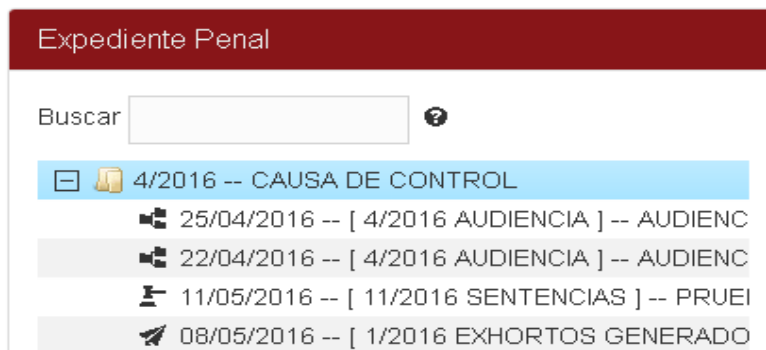 Expediente Penal
Buscar
4/2016 -- CAUSA DE CONTROL
25/04/2016 -- [ 4/2016 AUDIENCIA ] -- AUDIENC
22/04/2016 -- [ 4/2016 AUDIENCIA ] -- AUDIENC
11/05/2016 -- [ 11/2016 SENTENCIAS ] -- PRUE
08/05/2016 -- [ 1/2016 EXHORTOS GENERADO